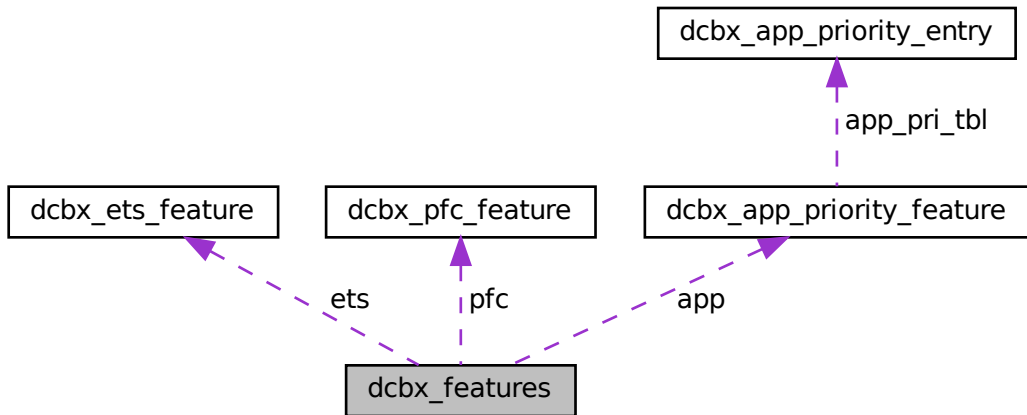 dcbx_app_priority_entry
app_pri_tbl
dcbx_ets_feature
dcbx_pfc_feature
dcbx_app_priority_feature
ets
pfc
app
dcbx_features